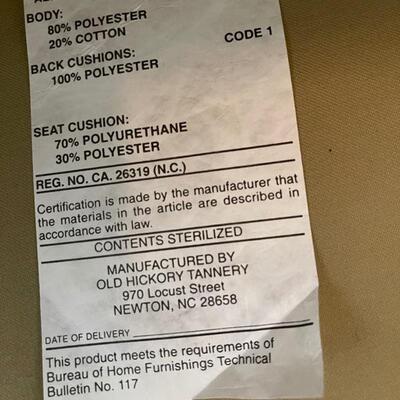 BODY:
80% POLYESTER
20% COTTON
CODE 1
BACK CUSHIONS:
100% POLYESTER
SEAT CUSHION:
70% POLYURETHANE
30% POLYESTER
REG. NO. CA. 26319 (N.C.)
Certification is made by the manufacturer that
the materials in the article are described in
accordance with law.
CONTENTS STERILIZED
MANUFACTURED BY
OLD HICKORY TANNERY
970 Locust Street
NEWTON, NC 28658
DATE OF DELIVERY
This product meets the requirements of
Bureau of Home Furnishings Technical
Bulletin No. 117